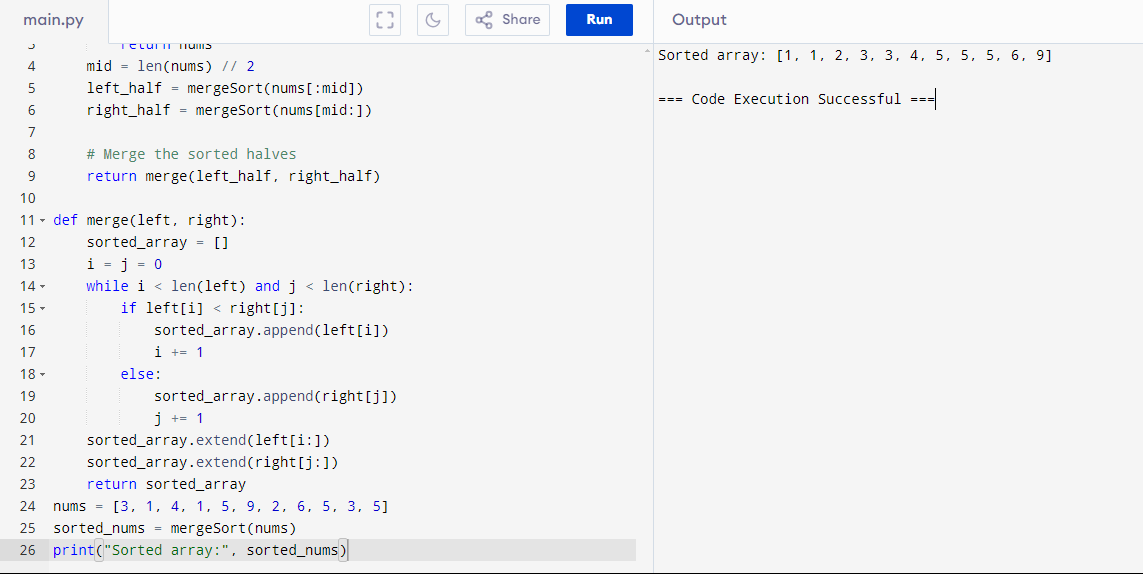 main.py
Share
Run
Output
3 return nums
4 mid = len(nums) // 2
5 left_half = mergeSort(nums[:mid])
6 right_half = mergeSort(nums[mid:])
7
8 # Merge the sorted halves
9 return merge(left_half, right_half)
10
11 def merge(left, right):
12 sorted_array = []
13 i = j = 0
14 while i < len(left) and j < len(right):
15 if left[i] < right[j]:
16 sorted_array.append(left[i])
17 i += 1
18 else:
19 sorted_array.append(right[j])
20 j += 1
21 sorted_array.extend(left[i:])
22 sorted_array.extend(right[j:])
23 return sorted_array
24 nums = [3, 1, 4, 1, 5, 9, 2, 6, 5, 3, 5]
25 sorted_nums = mergeSort(nums)
26 print("Sorted array:", sorted_nums)
Sorted array: [1, 1, 2, 3, 3, 4, 5, 5, 5, 6, 9]
=== Code Execution Successful ===